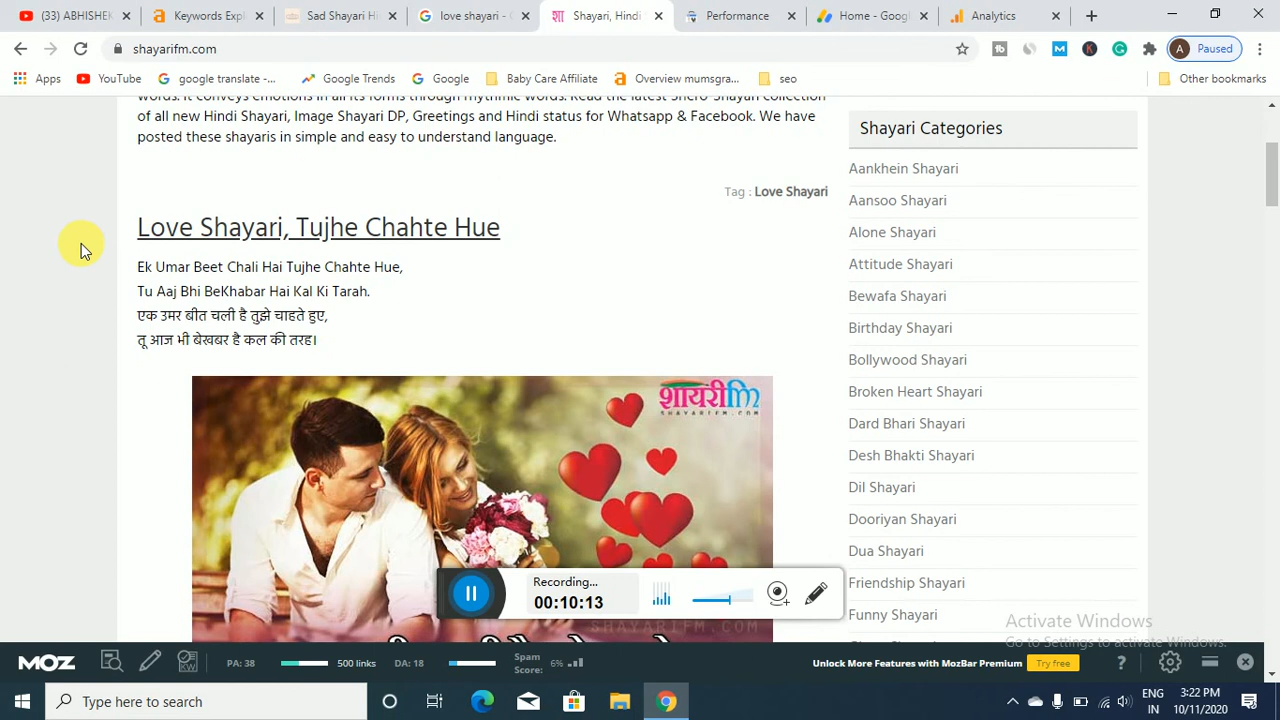 (33) ABHISHEK
Keywords Expl
Sad Shayari Hi
love shayari - G
Shayari, Hindi
Performance
Home - Googl
Analytics
shayarifm.com
A Paused
Apps
YouTube
google translate -...
Google Trends
Google
Baby Care Affiliate
Overview mumsgra...
seo
Other bookmarks
words. It conveys emotions in all its forms through rhythmic words. Read the latest Shero-Shayari collection
of all new Hindi Shayari, Image Shayari DP, Greetings and Hindi status for Whatsapp & Facebook. We have
posted these shayaris in simple and easy to understand language.
Tag : Love Shayari
Love Shayari, Tujhe Chahte Hue
Ek Umar Beet Chali Hai Tujhe Chahte Hue,
Tu Aaj Bhi BeKhabar Hai Kal Ki Tarah.
एक उमर बीत चली है तुझे चाहते हुए,
तू आज भी बेखबर है कल की तरह।
शायरीfm
SHAYARIFM.COM
SHAYARIFM.COM
Shayari Categories
Aankhein Shayari
Aansoo Shayari
Alone Shayari
Attitude Shayari
Bewafa Shayari
Birthday Shayari
Bollywood Shayari
Broken Heart Shayari
Dard Bhari Shayari
Desh Bhakti Shayari
Dil Shayari
Dooriyan Shayari
Dua Shayari
Friendship Shayari
Funny Shayari
Recording...
00:10:13
Activate Windows
Go to Settings to activate Windows.
MOZ
PA: 38
500 links
DA: 18
Spam
Score:
6%
Unlock More Features with MozBar Premium
Try free
?
Type here to search
ENG
IN
3:22 PM
10/11/2020